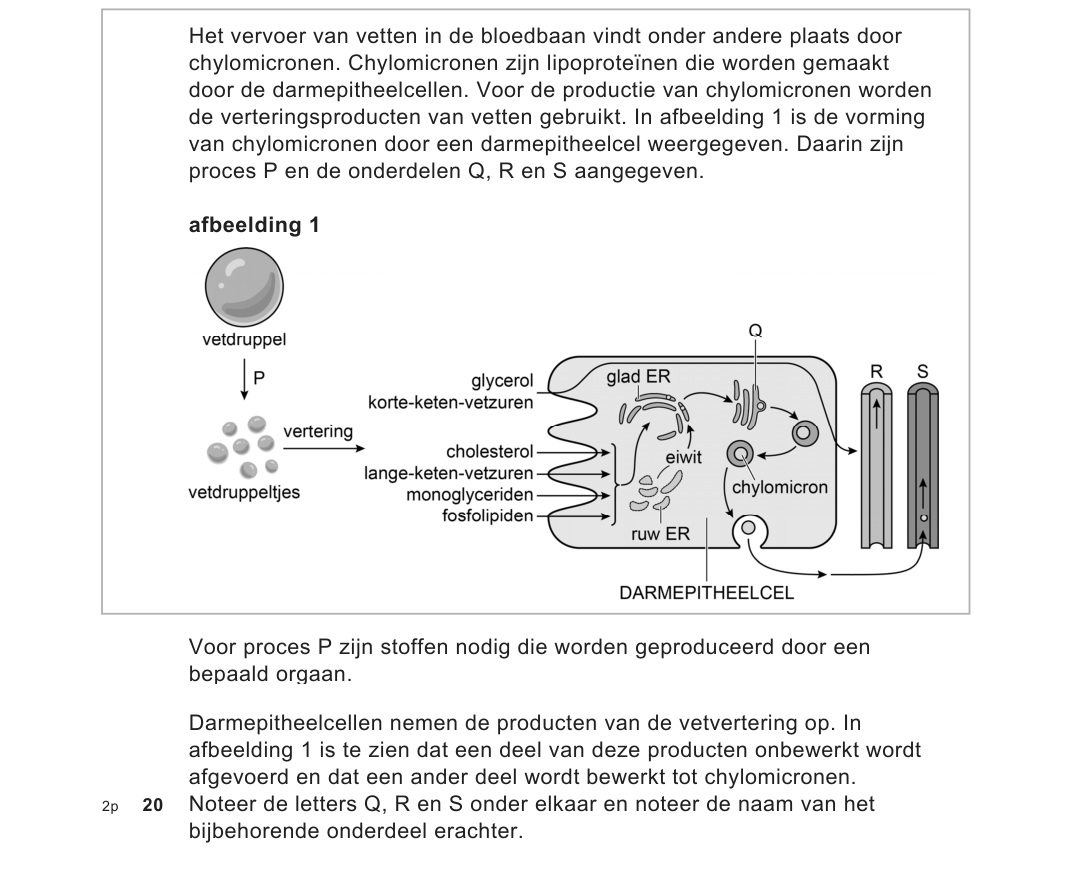 Het vervoer van vetten in de bloedbaan vindt onder andere plaats door
chylomicronen. Chylomicronen zijn lipoproteïnen die worden gemaakt
door de darmepitheelcellen. Voor de productie van chylomicronen worden
de verteringsproducten van vetten gebruikt. In afbeelding 1 is de vorming
van chylomicronen door een darmepitheelcel weergegeven. Daarin zijn
proces P en de onderdelen Q, R en S aangegeven.
afbeelding 1
vetdruppel
P
vetdruppeltjes
vertering
glycerol
korte-keten-vetzuren
cholesterol
lange-keten-vetzuren
monoglyceriden
fosfolipiden
glad ER
eiwit
ruw ER
Q
chylomicron
DARMEPITHEELCEL
R
S
Voor proces P zijn stoffen nodig die worden geproduceerd door een
bepaald orgaan.
Darmepitheelcellen nemen de producten van de vetvertering op. In
afbeelding 1 is te zien dat een deel van deze producten onbewerkt wordt
afgevoerd en dat een ander deel wordt bewerkt tot chylomicronen.
2p 20 Noteer de letters Q, R en S onder elkaar en noteer de naam van het
bijbehorende onderdeel erachter.